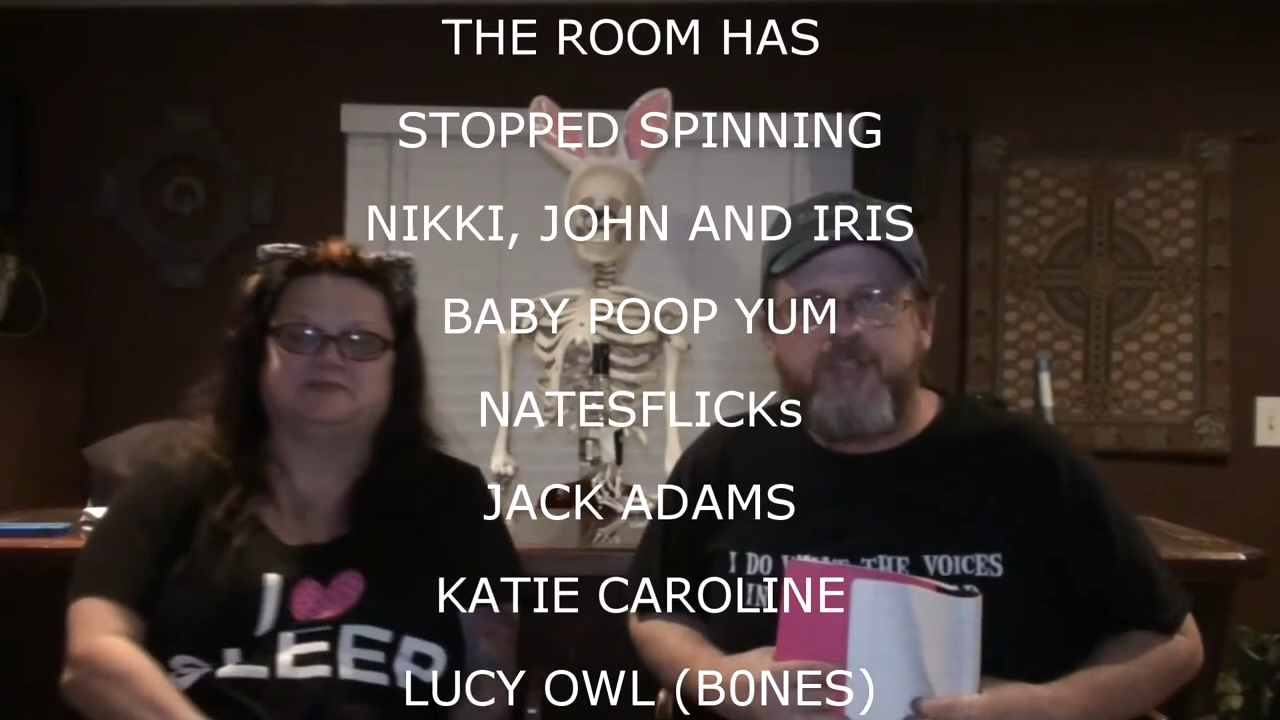 THE ROOM HAS
STOPPED SPINNING
NIKKI, JOHN AND IRIS
BABY POOP YUM
NATESFLICKs
JACK ADAMS
KATIE CAROLINE
LUCY OWL (B0NES)
I DO THE VOICES
IN
I
SLEEP